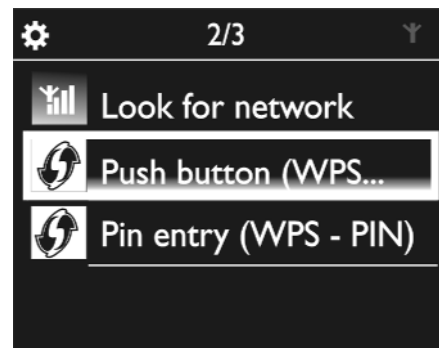 2/3
Look for network
Push button (WPS...
Pin entry (WPS - PIN)